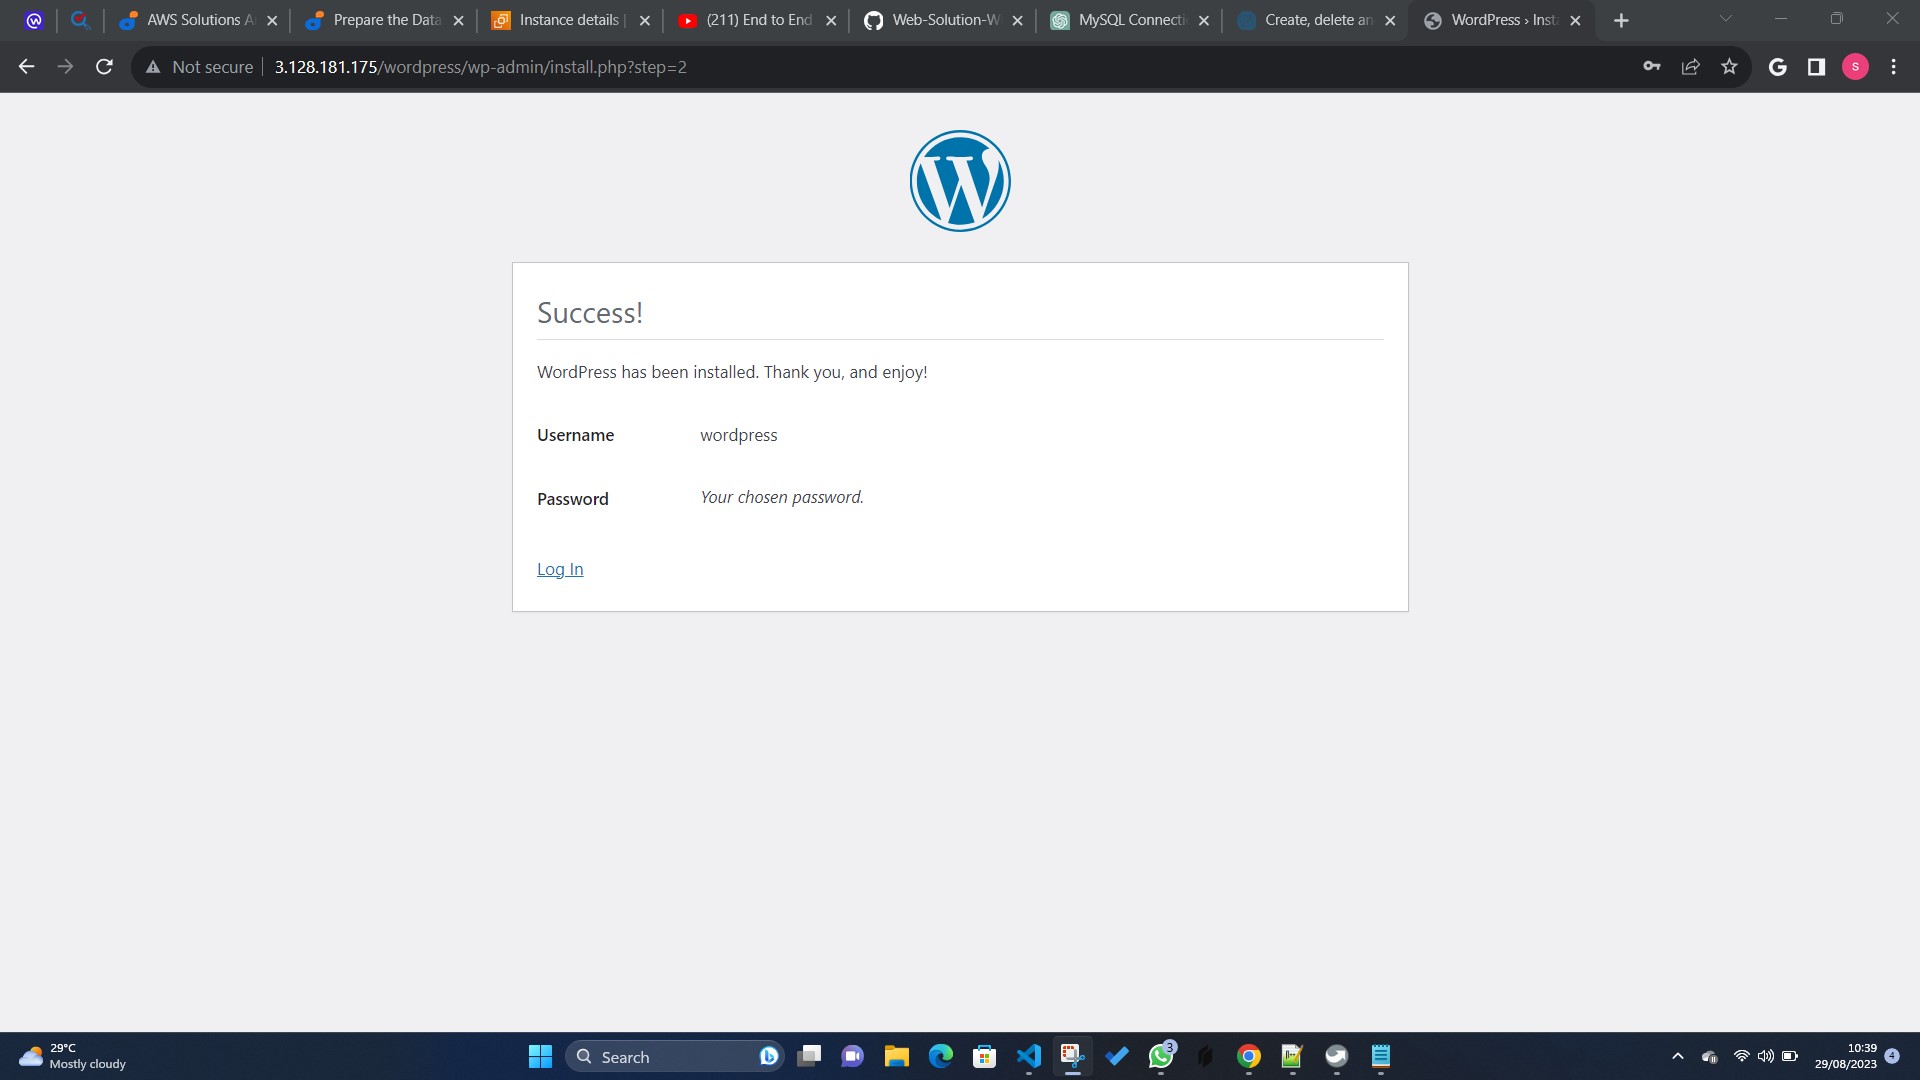 AWS Solutions A
Prepare the Data
Instance details |
(211) End to End
Web-Solution-W
MySQL Connecti
Create, delete an
WordPress › Insta
Not secure
3.128.181.175/wordpress/wp-admin/install.php?step=2
G
S
W
Success!
WordPress has been installed. Thank you, and enjoy!
Username wordpress
Password Your chosen password.
Log In
29°C
Mostly cloudy
Search
3
10:39
29/08/2023
4